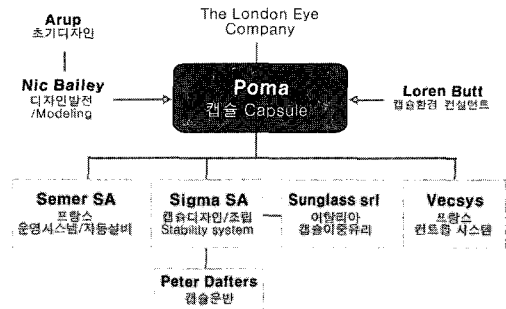 Arup
초기디자인
The London Eye
Company
Nic Bailey
디자인발전
/Modeling
Poma
캡슐 Capsule
Loren Butt
캡슐환경 컨설턴트
Semer SA
프랑스
운영시스템/자동설비
Sigma SA
캡슐디자인/조립
Stability system
Sunglass srl
이탈리아
캡슐이중유리
Vecsys
프랑스
컨트롤 시스템
Peter Dafters
캡슐운반